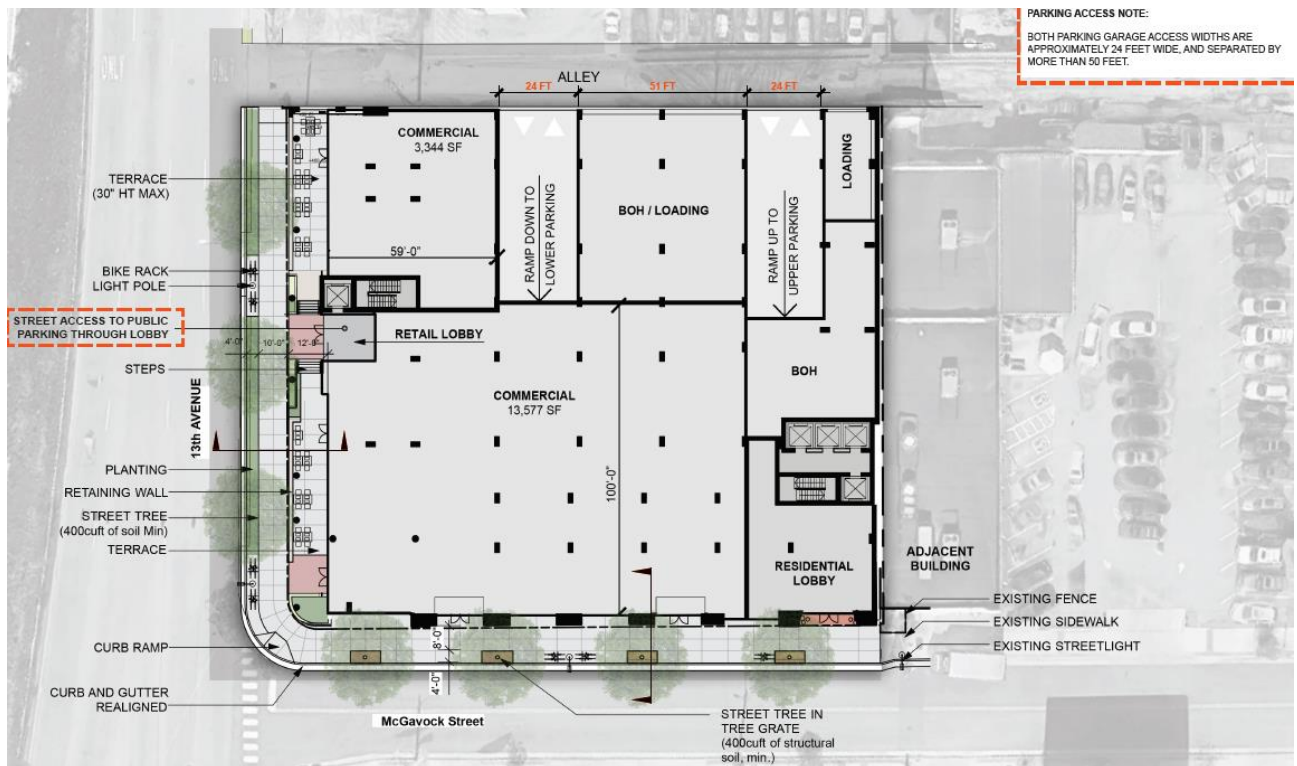 PARKING ACCESS NOTE:
BOTH PARKING GARAGE ACCESS WIDTHS ARE
APPROXIMATELY 24 FEET WIDE, AND SEPARATED BY
MORE THAN 50 FEET.
ONLY
ONLY
ALLEY
24 FT
51 FT
24 FT
COMMERCIAL
3,344 SF
TERRACE
(30" HT MAX)
RAMP DOWN TO
LOWER PARKING
BOH / LOADING
RAMP UP TO
UPPER PARKING
LOADING
59'-0"
BIKE RACK
LIGHT POLE
STREET ACCESS TO PUBLIC
PARKING THROUGH LOBBY
RETAIL LOBBY
4'-0"
10'-0"
STEPS
BOH
COMMERCIAL
13,577 SF
13th AVENUE
PLANTING
RETAINING WALL
STREET TREE
(400cuft of soil Min)
TERRACE
100'-0"
RESIDENTIAL
LOBBY
ADJACENT
BUILDING
EXISTING FENCE
EXISTING SIDEWALK
EXISTING STREETLIGHT
CURB RAMP
8'-0"
4'-0"
CURB AND GUTTER
REALIGNED
McGavock Street
STREET TREE IN
TREE GRATE
(400cuft of structural
soil, min.)